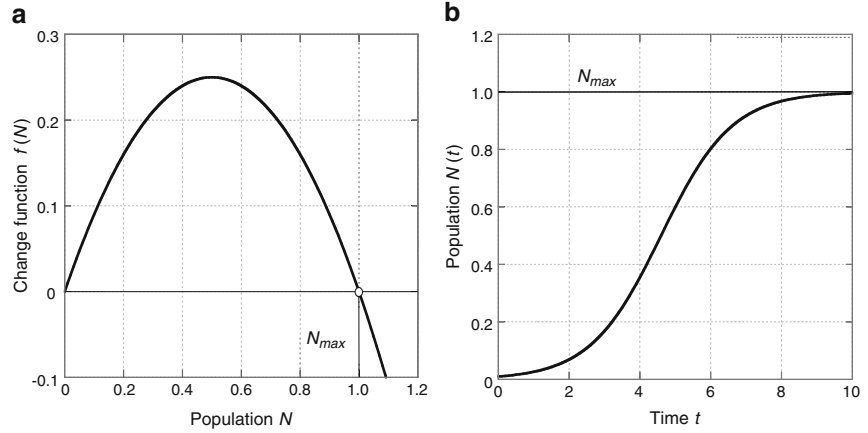 a
0.3
0.2
0.1
0
-0.1
Change function f (N)
N_max
0 0.2 0.4 0.6 0.8 1.0 1.2
Population N
b
1.2
1.0
0.8
0.6
0.4
0.2
0
Population N (t)
N_max
0 2 4 6 8 10
Time t